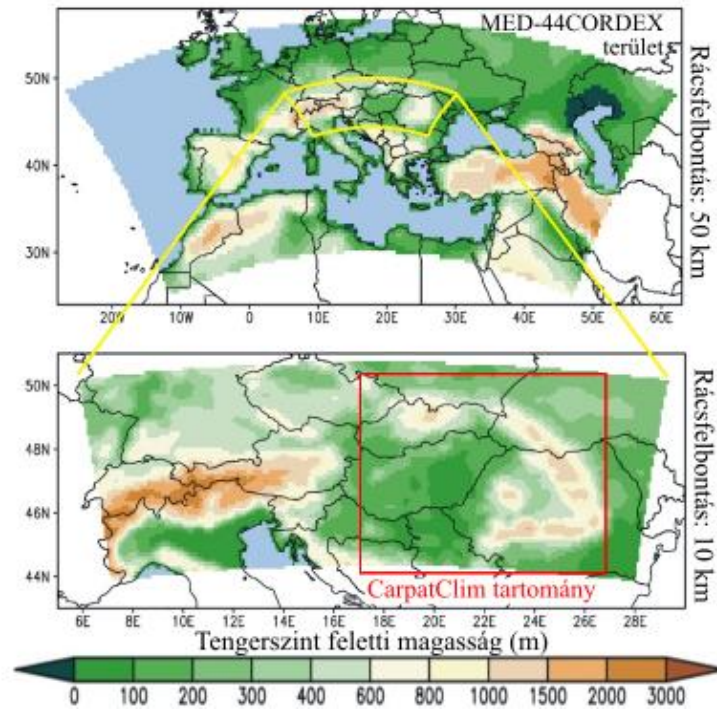 MED-44CORDEX
terület
Rácsfelbontás: 50 km
50N
40N
30N
20W 10W 0 10E 20E 30E 40E 50E 60E
50N
48N
46N
44N
CarpatClim tartomány
Rácsfelbontás: 10 km
6E 8E 10E 12E 14E 16E 18E 20E 22E 24E 26E 28E
Tengerszint feletti magasság (m)
0 100 200 300 400 600 800 1000 1500 2000 3000